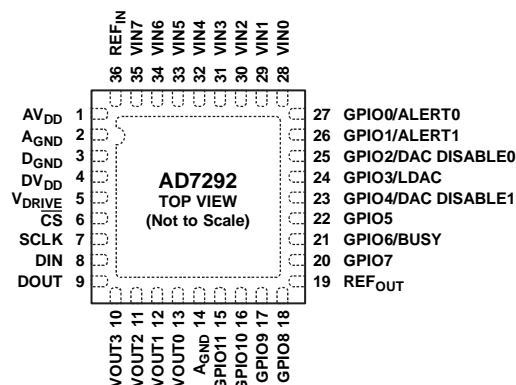 36 REFIN
35 VIN7
34 VIN6
33 VIN5
32 VIN4
31 VIN3
30 VIN2
29 VIN1
28 VIN0
AVDD 1
AGND 2
DGND 3
DVDD 4
VDRIVE 5
CS 6
SCLK 7
DIN 8
DOUT 9
AD7292
TOP VIEW
(Not to Scale)
27 GPIO0/ALERT0
26 GPIO1/ALERT1
25 GPIO2/DAC DISABLE0
24 GPIO3/LDAC
23 GPIO4/DAC DISABLE1
22 GPIO5
21 GPIO6/BUSY
20 GPIO7
19 REFOUT
VOUT3 10
VOUT2 11
VOUT1 12
VOUT0 13
AGND 14
GPIO11 15
GPIO10 16
GPIO9 17
GPIO8 18